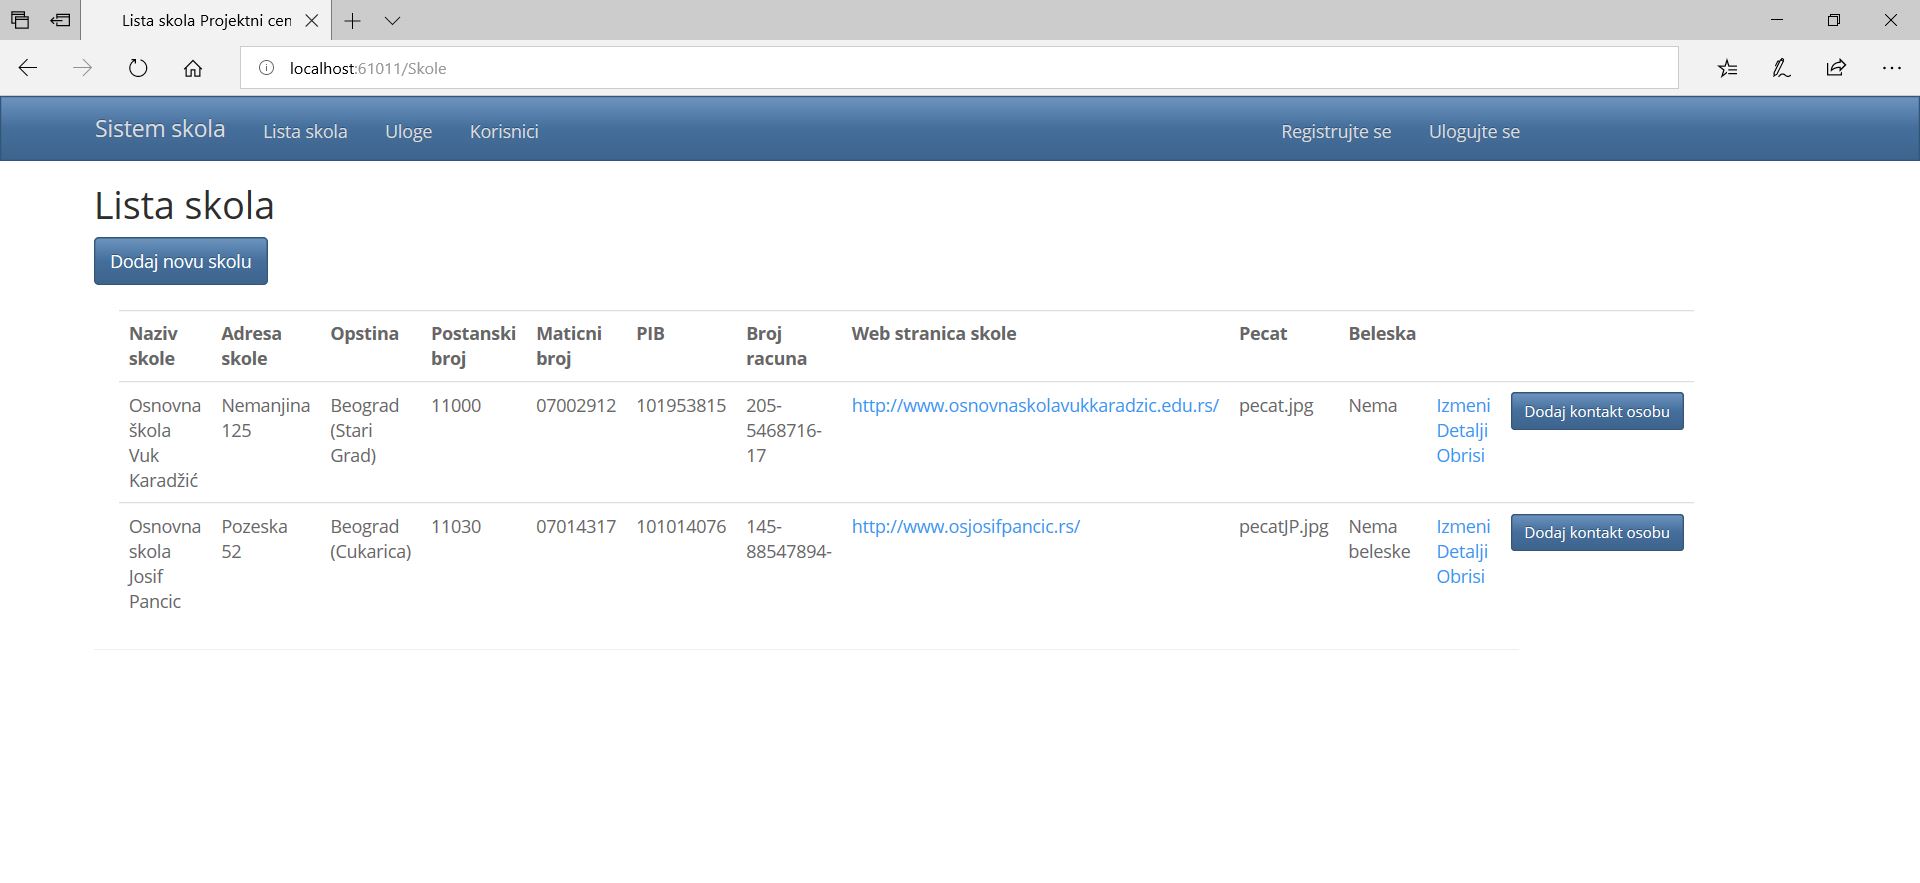 Lista skola Projektni cen
localhost:61011/Skole
Sistem skola Lista skola Uloge Korisnici Registrujte se Ulogujte se
Lista skola
Dodaj novu skolu
Naziv skole Adresa skole Opstina Postanski broj Maticni broj PIB Broj racuna Web stranica skole Pecat Beleska
Osnovna škola Vuk Karadžić Nemanjina 125 Beograd (Stari Grad) 11000 07002912 101953815 205-5468716-17 http://www.osnovnaskolavukkaradzic.edu.rs/ pecat.jpg Nema Izmeni Detalji Obrisi Dodaj kontakt osobu
Osnovna skola Josif Pancic Pozeska 52 Beograd (Cukarica) 11030 07014317 101014076 145-88547894- http://www.osjosifpancic.rs/ pecatJP.jpg Nema beleske Izmeni Detalji Obrisi Dodaj kontakt osobu